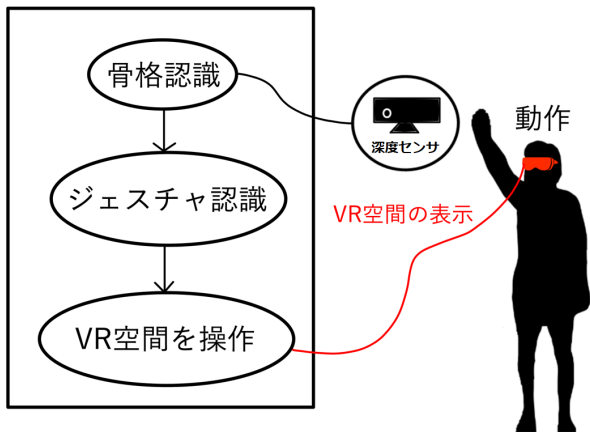 骨格認識
ジェスチャ認識
VR空間を操作
深度センサ
動作
VR空間の表示